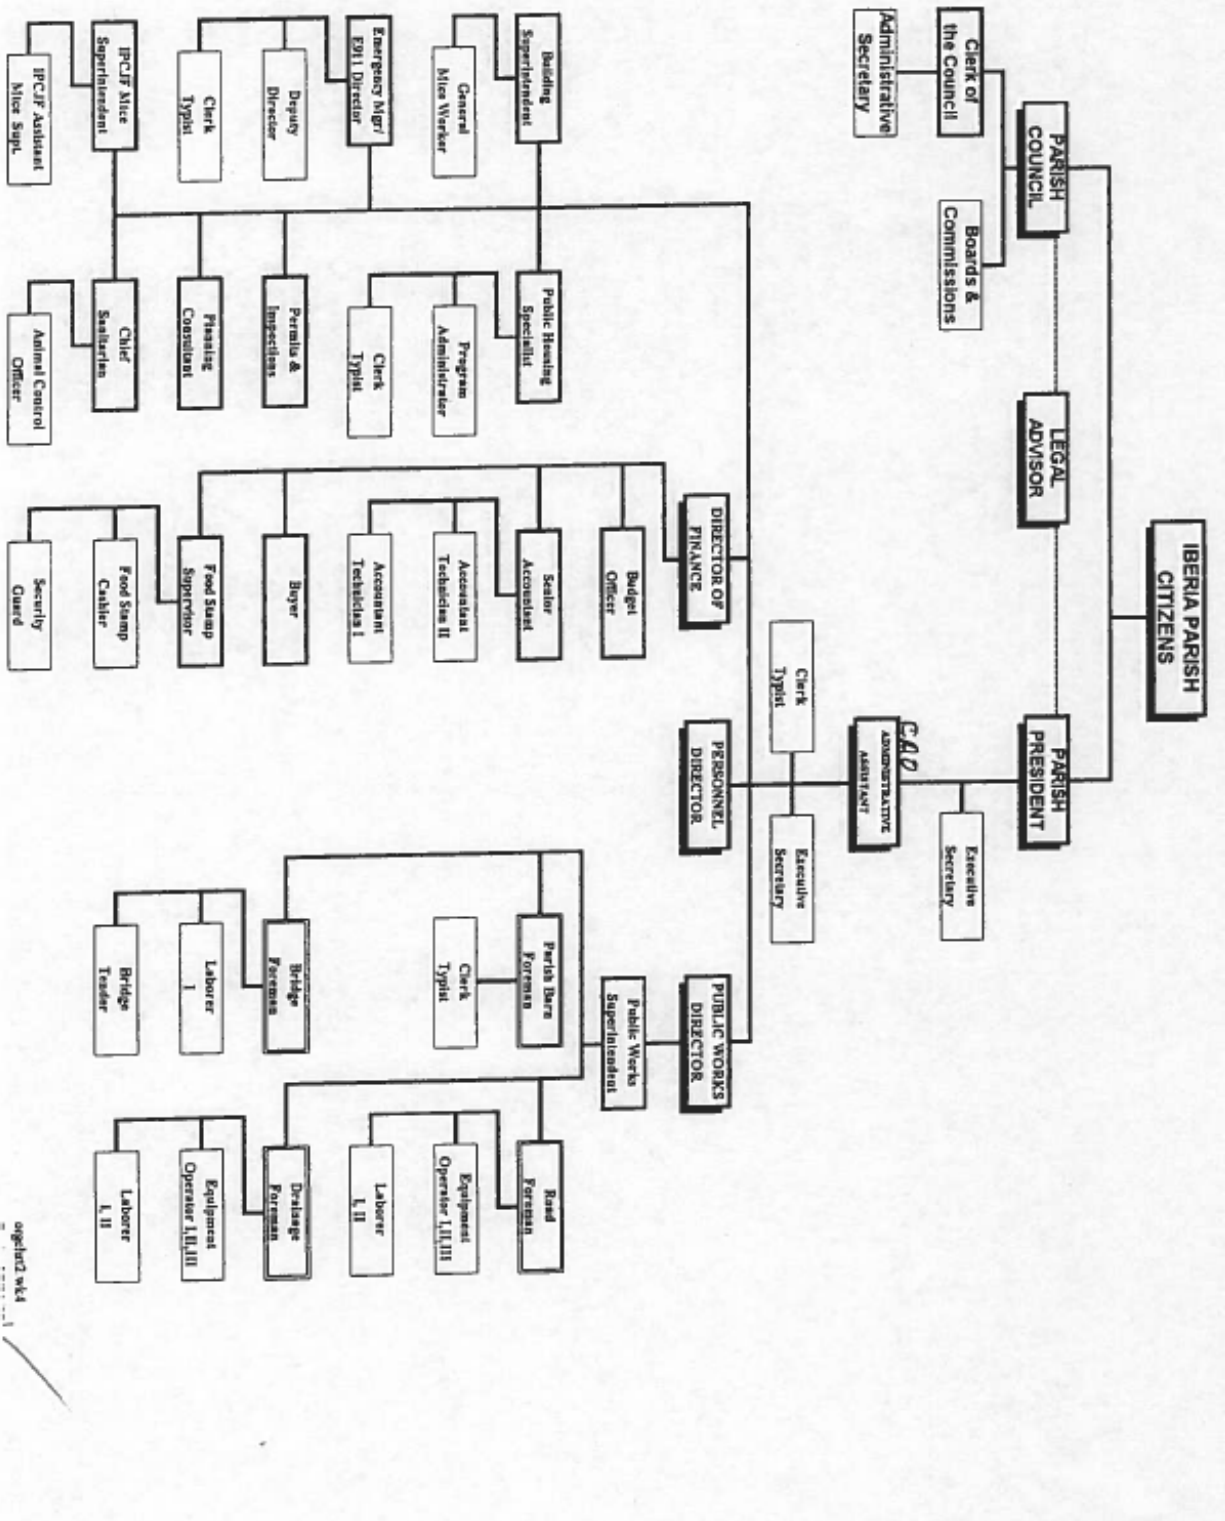 IBERIA PARISH
CITIZENS
PARISH
COUNCIL
LEGAL
ADVISOR
PARISH
PRESIDENT
Clerk of
the Council
Boards &
Commissions
Executive
Secretary
Administrative
Secretary
CAO
ADMINISTRATIVE
ASSISTANT
Clerk
Typist
Executive
Secretary
DIRECTOR OF
FINANCE
PERSONNEL
DIRECTOR
PUBLIC WORKS
DIRECTOR
Budget
Officer
Public Works
Superintendent
Building
Superintendent
Public Housing
Specialist
Senior
Accountant
Parish Barn
Foreman
Road
Foreman
General
Mtce Worker
Program
Administrator
Accountant
Technician II
Clerk
Typist
Equipment
Operator I,II,III
Emergency Mgr/
E911 Director
Clerk
Typist
Accountant
Technician I
Laborer
I, II
Deputy
Director
Permits &
Inspections
Buyer
Bridge
Foreman
Drainage
Foreman
Clerk
Typist
Planning
Consultant
Food Stamp
Supervisor
Laborer
I
Equipment
Operator I,II,III
IPCJF Mtce
Superintendent
Chief
Sanitarian
Food Stamp
Cashier
Bridge
Tender
Laborer
I, II
IPCJF Assistant
Mtce Supt.
Animal Control
Officer
Security
Guard
orgchrt2.wk4